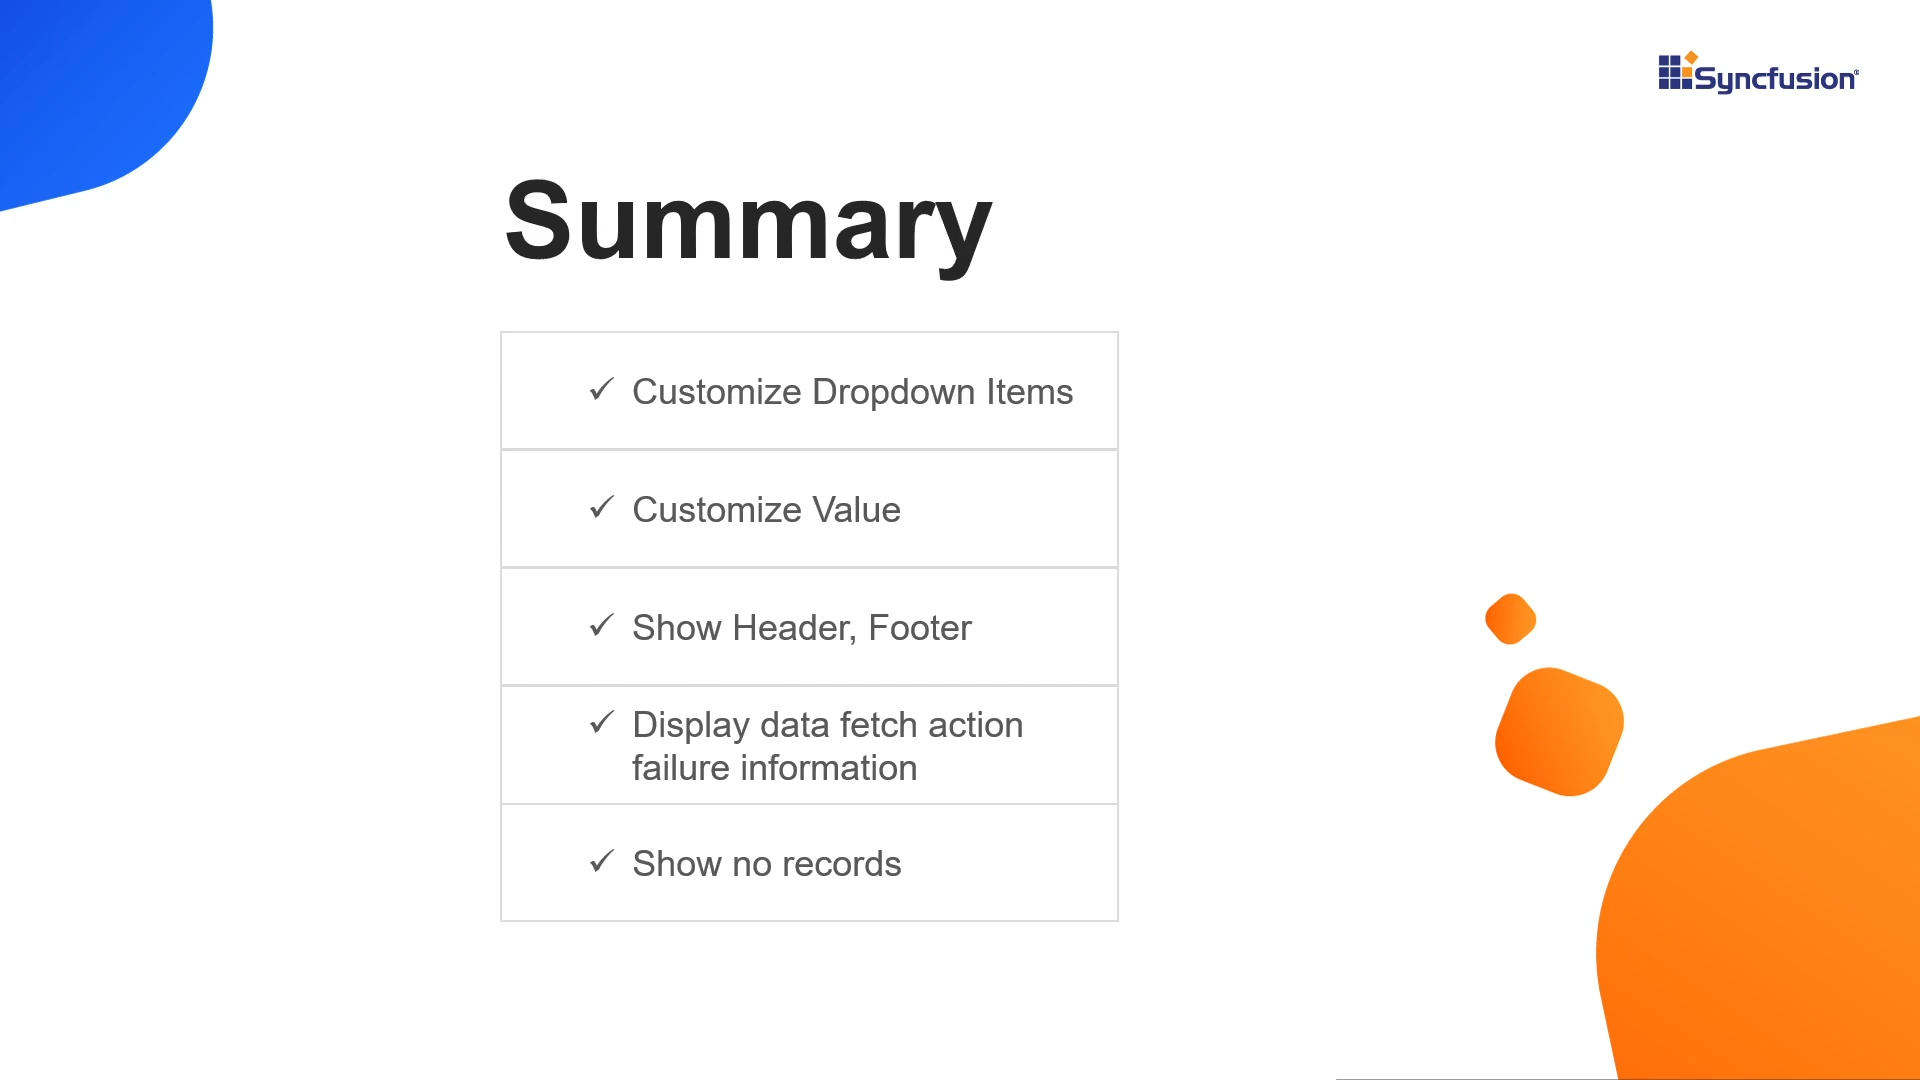 Syncfusion®
Summary
✓ Customize Dropdown Items
✓ Customize Value
✓ Show Header, Footer
✓ Display data fetch action
failure information
✓ Show no records